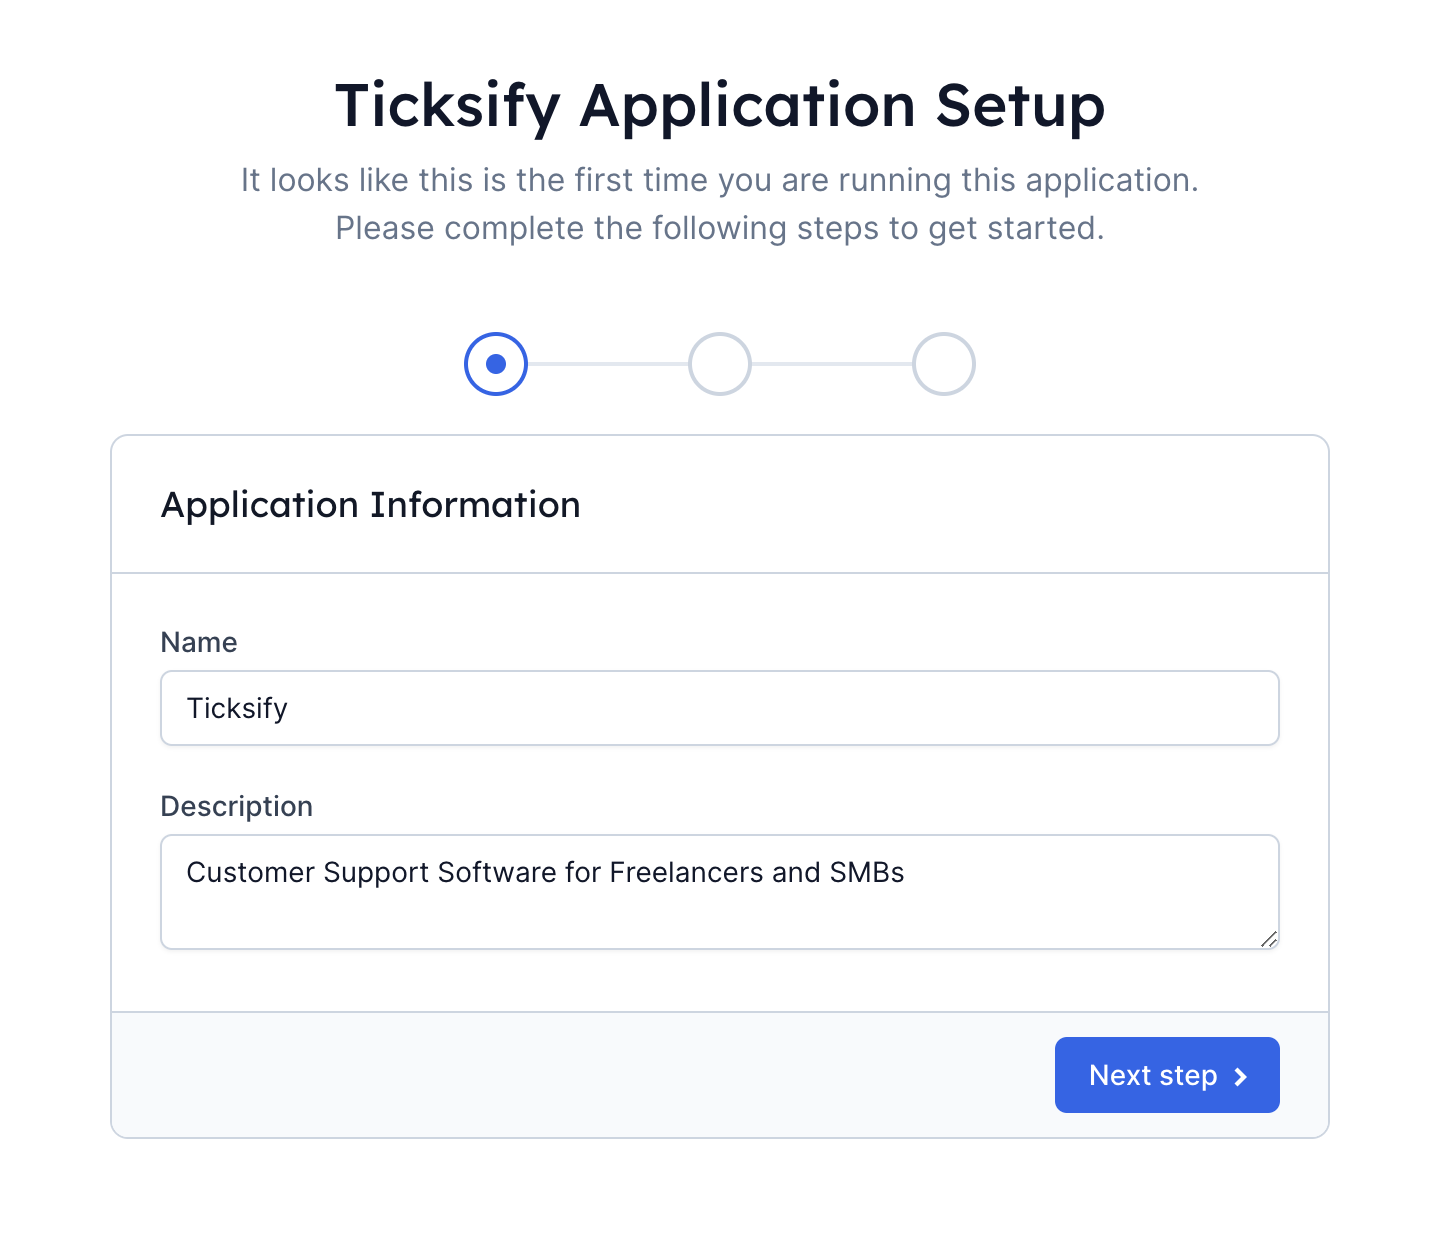 Ticksify Application Setup
It looks like this is the first time you are running this application.
Please complete the following steps to get started.
Application Information
Name
Ticksify
Description
Customer Support Software for Freelancers and SMBs
Next step